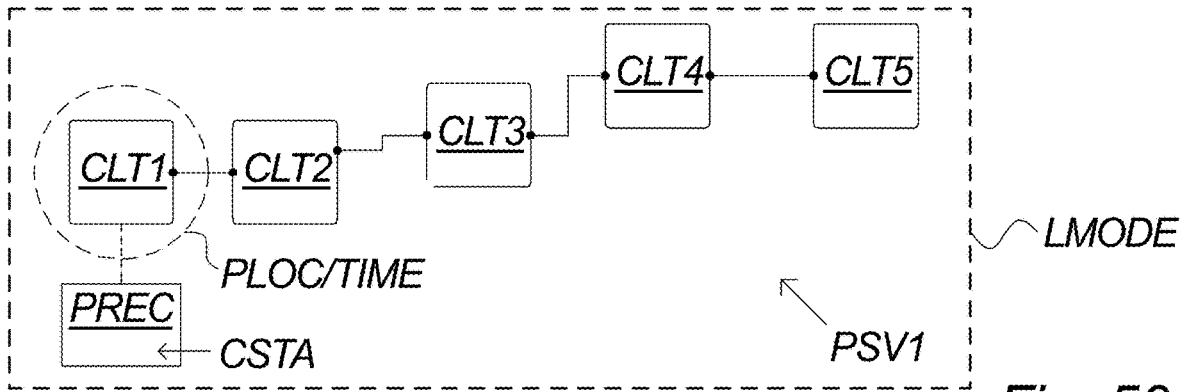 CLT4 CLT5
CLT3
CLT1 CLT2
LMODE
PLOC/TIME
PREC
CSTA
PSV1